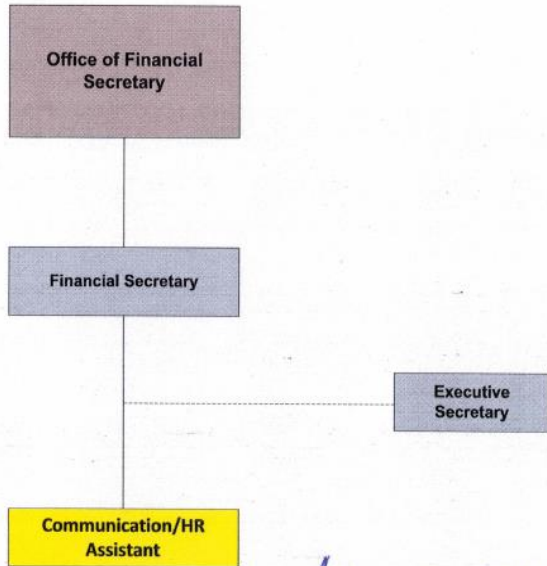 Office of Financial
Secretary
Financial Secretary
Executive
Secretary
Communication/HR
Assistant